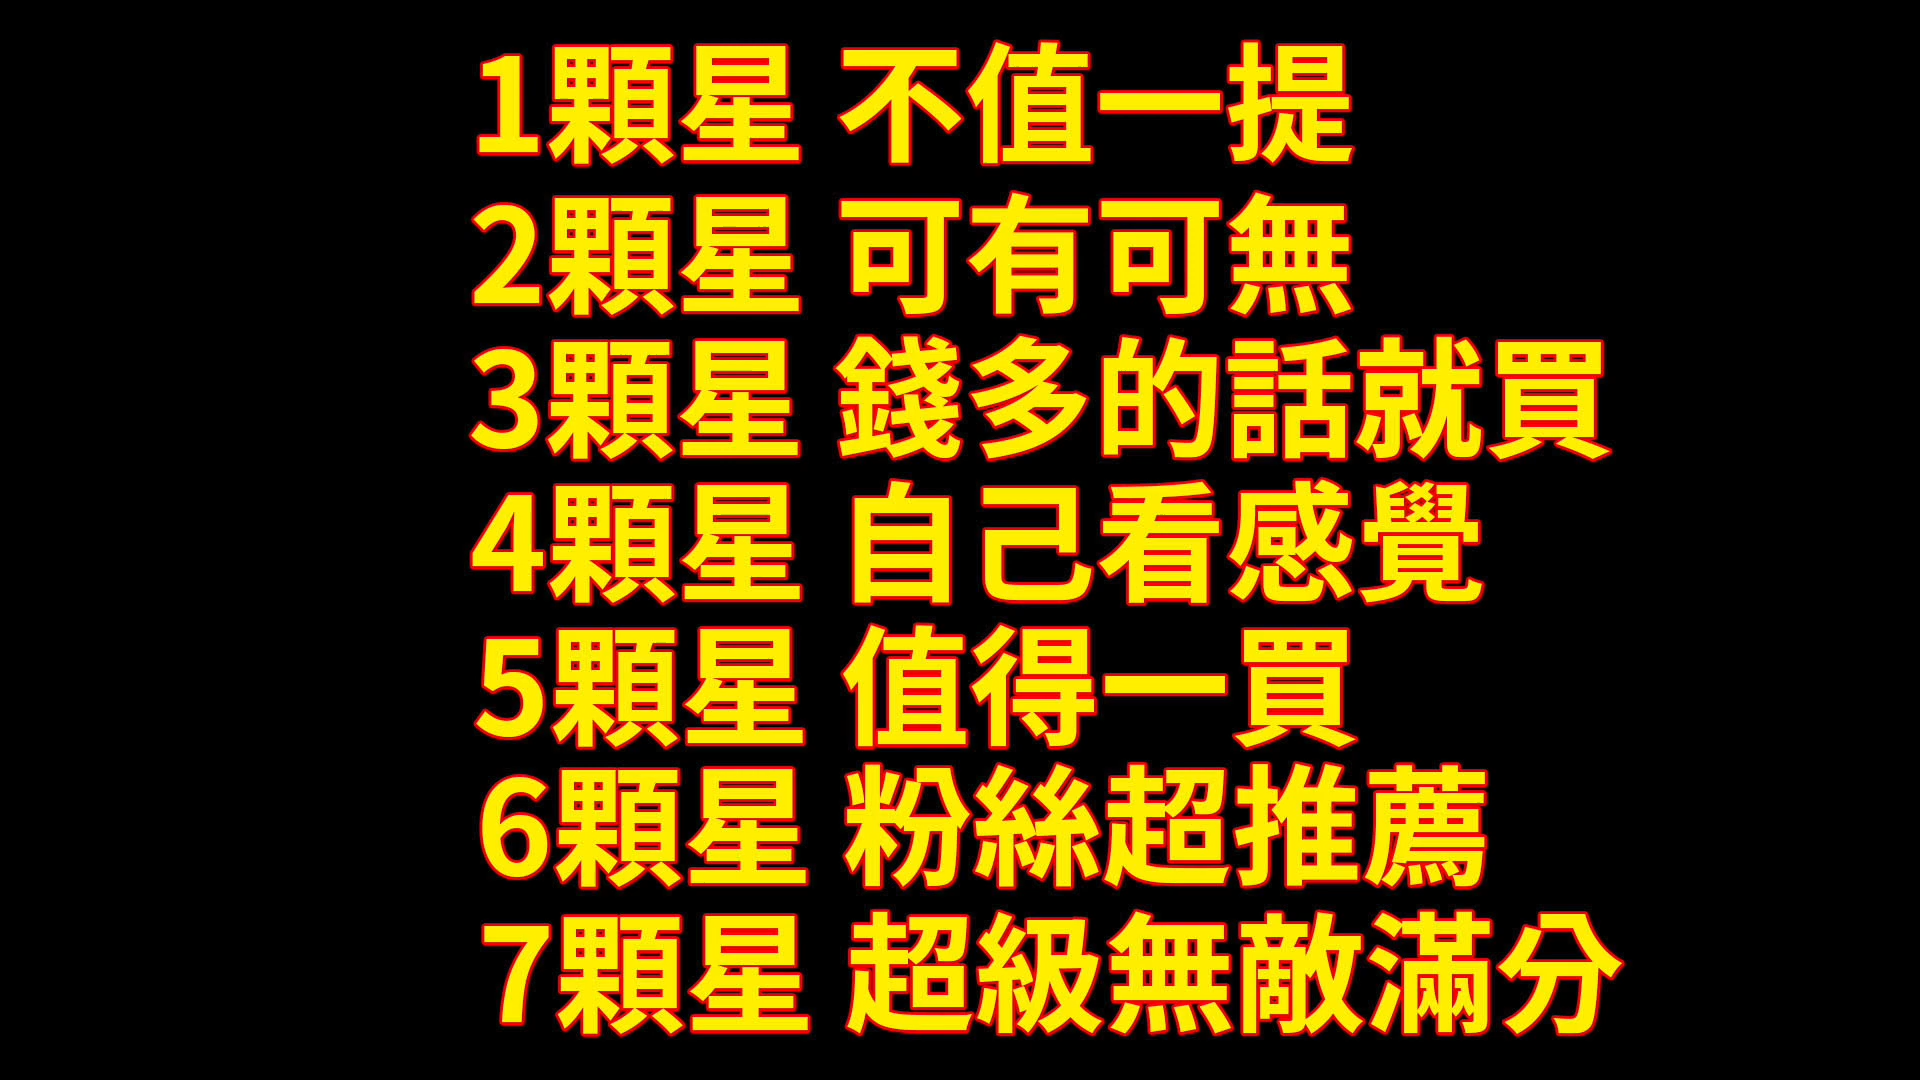 1顆星 不值一提
2顆星 可有可無
3顆星 錢多的話就買
4顆星 自己看感覺
5顆星 值得一買
6顆星 粉絲超推薦
7顆星 超級無敵滿分